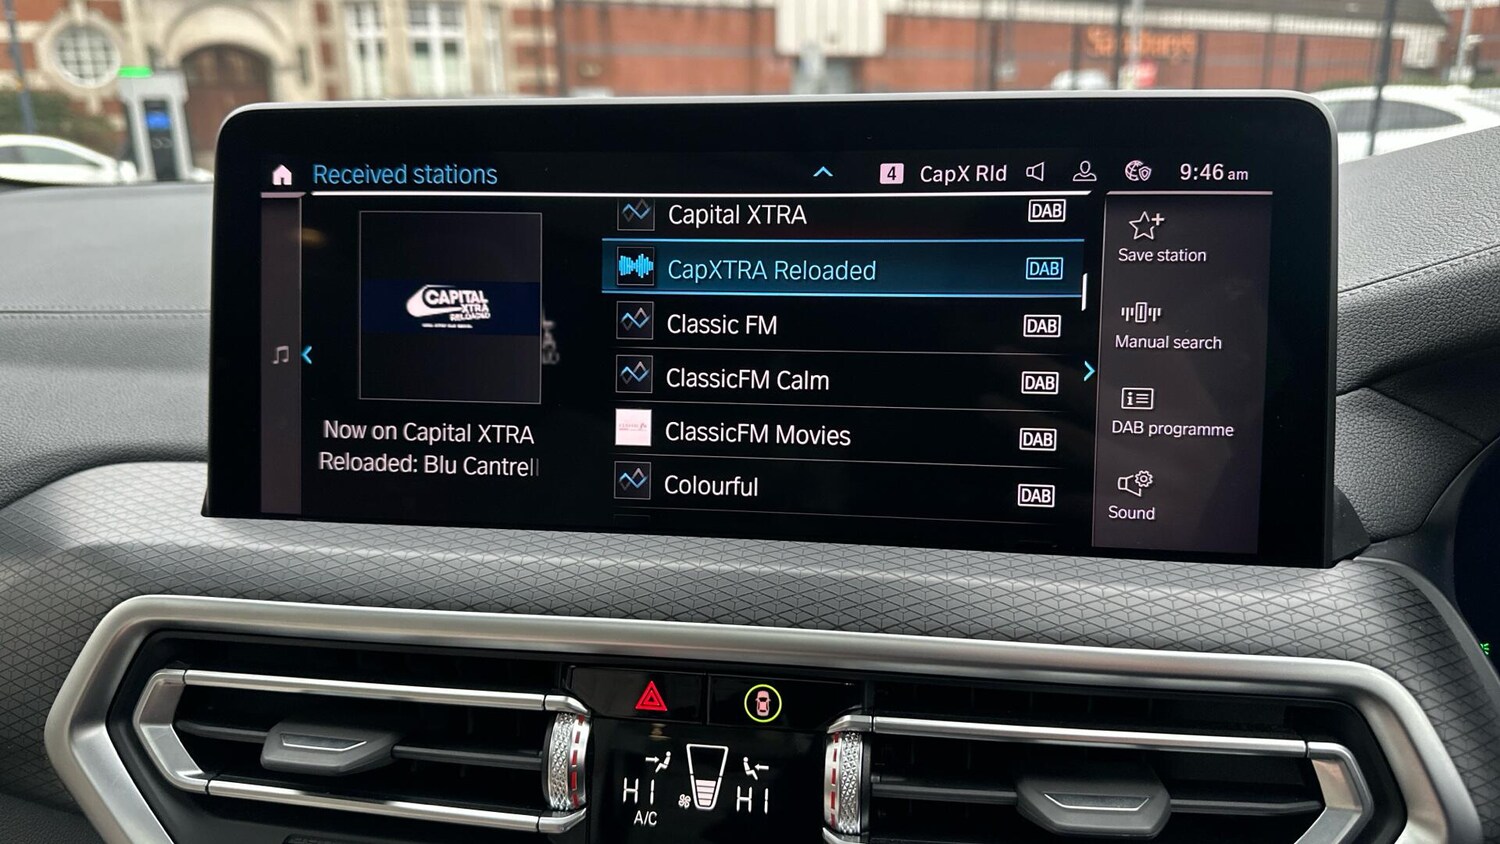 Sainsbury's
Received stations
4 CapX Rld
9:46 am
Capital XTRA DAB
CapXTRA Reloaded DAB
Classic FM DAB
ClassicFM Calm DAB
ClassicFM Movies DAB
Colourful DAB
CAPITAL
XTRA
RELOADED
Now on Capital XTRA
Reloaded: Blu Cantrell
Save station
Manual search
DAB programme
Sound
HI
A/C
HI